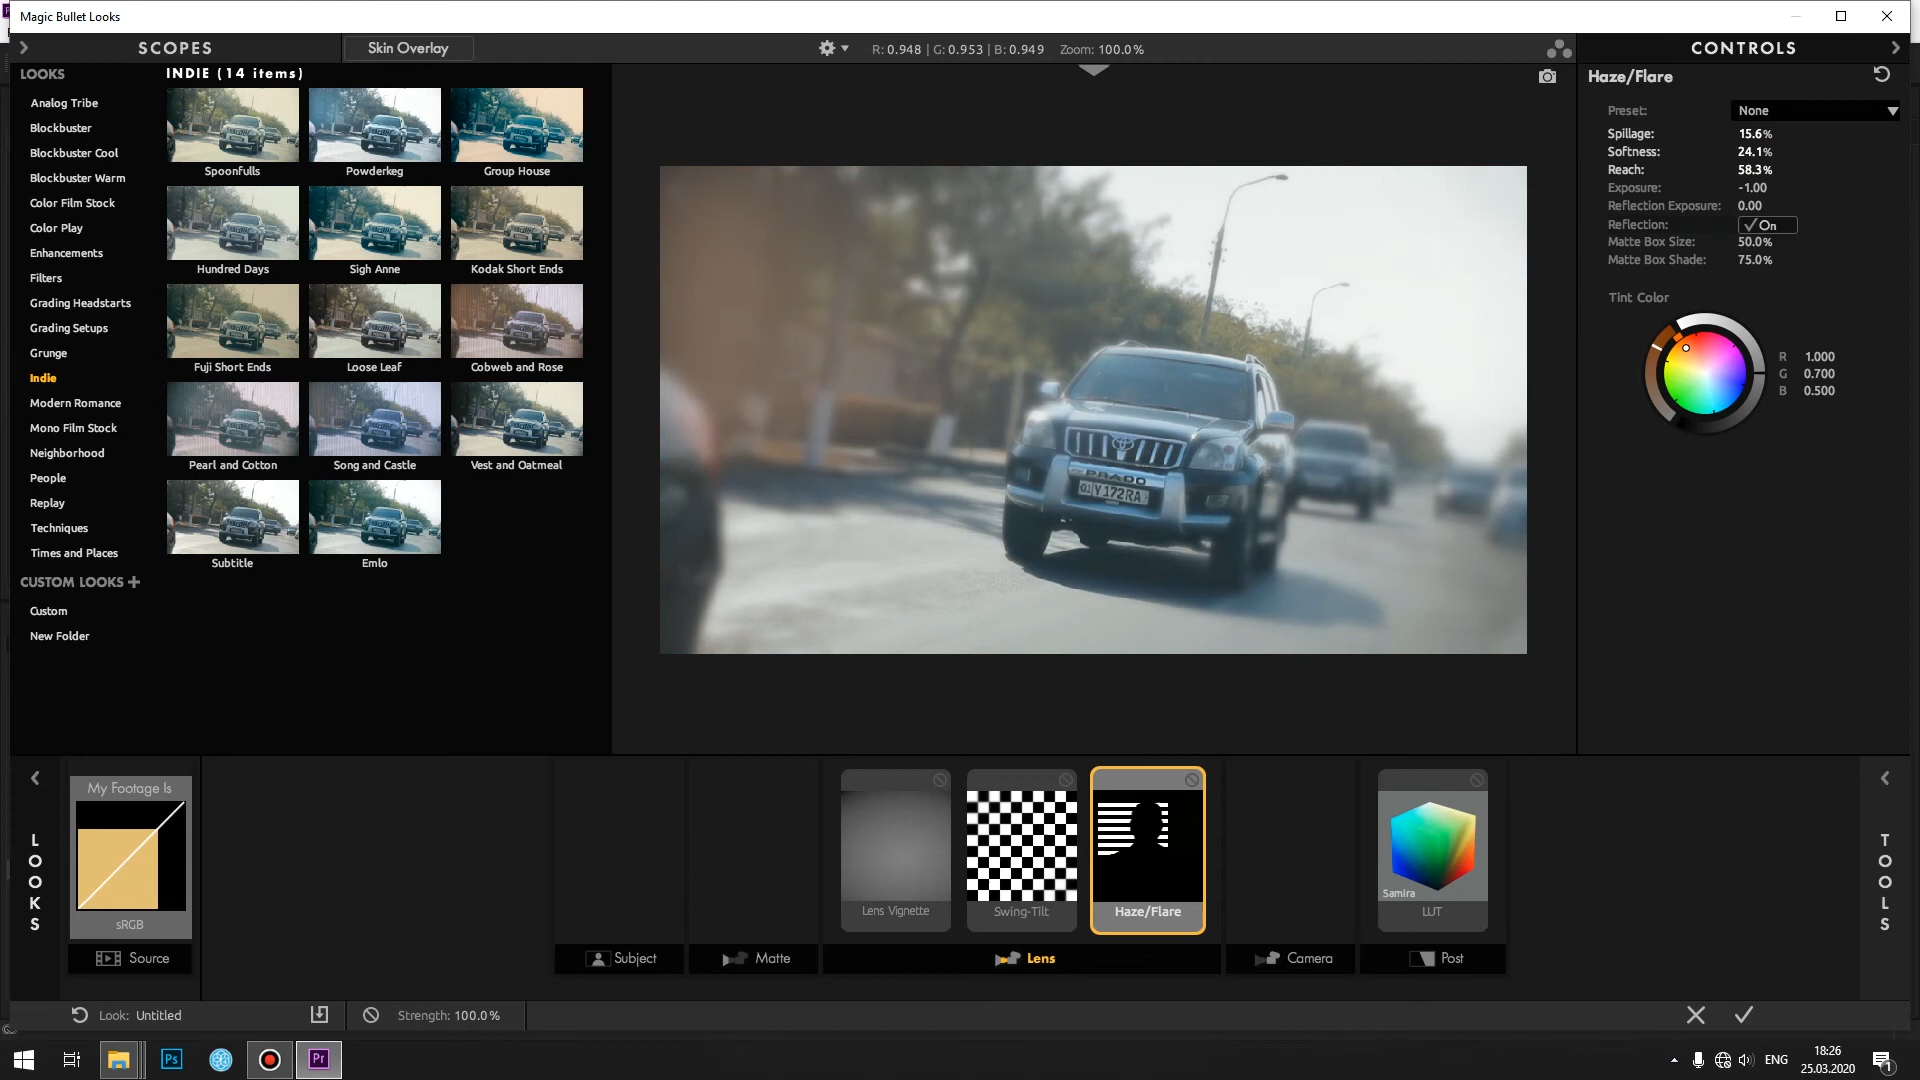 Magic Bullet Looks
SCOPES
Skin Overlay
R: 0.948 | G: 0.953 | B: 0.949 Zoom: 100.0%
CONTROLS
LOOKS
Analog Tribe
Blockbuster
Blockbuster Cool
Blockbuster Warm
Color Film Stock
Color Play
Enhancements
Filters
Grading Headstarts
Grading Setups
Grunge
Indie
Modern Romance
Mono Film Stock
Neighborhood
People
Replay
Techniques
Times and Places
CUSTOM LOOKS +
Custom
New Folder
INDIE (14 items)
Spoonfulls
Powderkeg
Group House
Hundred Days
Sigh Anne
Kodak Short Ends
Fuji Short Ends
Loose Leaf
Cobweb and Rose
Pearl and Cotton
Song and Castle
Vest and Oatmeal
Subtitle
Emlo
PRADO
01Y172RA
Haze/Flare
Preset: None
Spillage: 15.6%
Softness: 24.1%
Reach: 58.3%
Exposure: -1.00
Reflection Exposure: 0.00
Reflection: On
Matte Box Size: 50.0%
Matte Box Shade: 75.0%
Tint Color
R 1.000
G 0.700
B 0.500
LOOKS
My Footage Is
sRGB
Source
Lens Vignette
Swing-Tilt
Haze/Flare
Samira
LUT
Subject
Matte
Lens
Camera
Post
TOOLS
Look: Untitled
Strength: 100.0%
Ps
Pr
ENG
18:26
25.03.2020
1